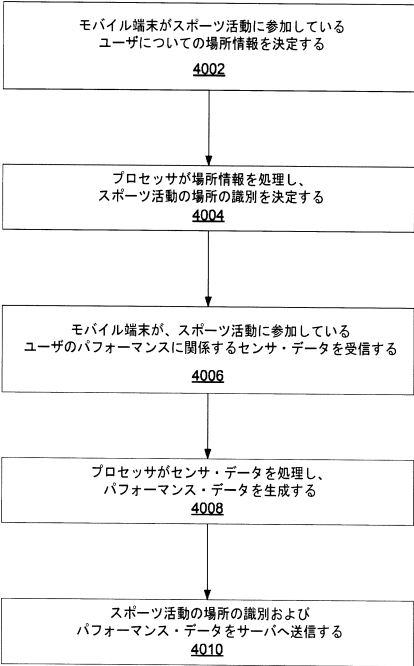 モバイル端末がスポーツ活動に参加している
ユーザについての場所情報を決定する
4002
プロセッサが場所情報を処理し、
スポーツ活動の場所の識別を決定する
4004
モバイル端末が、スポーツ活動に参加している
ユーザのパフォーマンスに関係するセンサ・データを受信する
4006
プロセッサがセンサ・データを処理し、
パフォーマンス・データを生成する
4008
スポーツ活動の場所の識別および
パフォーマンス・データをサーバへ送信する
4010